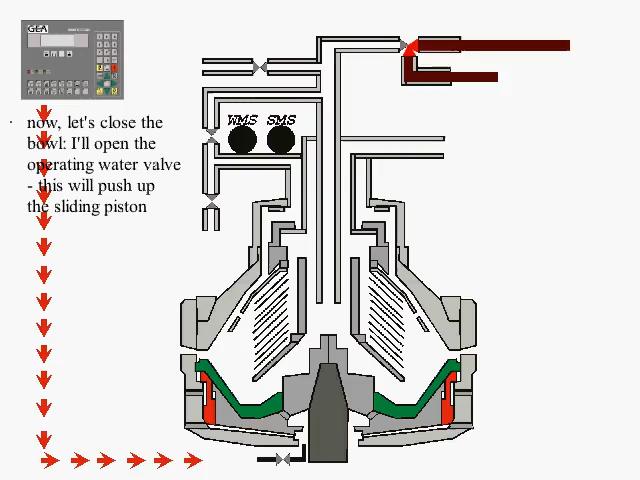 GEA
· now, let's close the
bowl: I'll open the
operating water valve
- this will push up
the sliding piston
WMS SMS